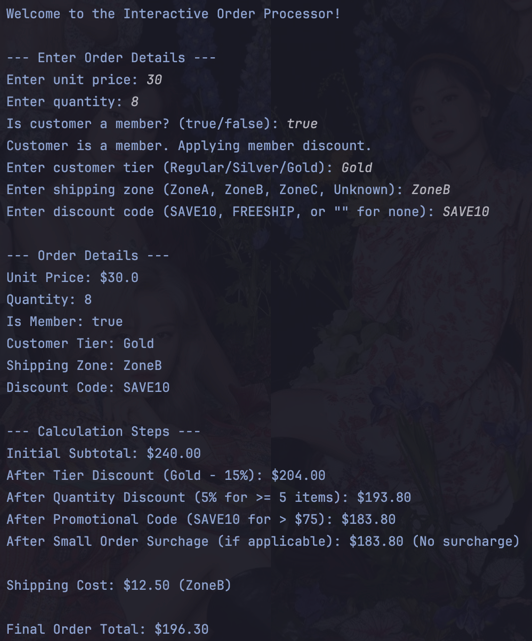 Welcome to the Interactive Order Processor!
--- Enter Order Details ---
Enter unit price: 30
Enter quantity: 8
Is customer a member? (true/false): true
Customer is a member. Applying member discount.
Enter customer tier (Regular/Silver/Gold): Gold
Enter shipping zone (ZoneA, ZoneB, ZoneC, Unknown): ZoneB
Enter discount code (SAVE10, FREESHIP, or "" for none): SAVE10
--- Order Details ---
Unit Price: $30.0
Quantity: 8
Is Member: true
Customer Tier: Gold
Shipping Zone: ZoneB
Discount Code: SAVE10
--- Calculation Steps ---
Initial Subtotal: $240.00
After Tier Discount (Gold - 15%): $204.00
After Quantity Discount (5% for >= 5 items): $193.80
After Promotional Code (SAVE10 for > $75): $183.80
After Small Order Surchage (if applicable): $183.80 (No surcharge)
Shipping Cost: $12.50 (ZoneB)
Final Order Total: $196.30